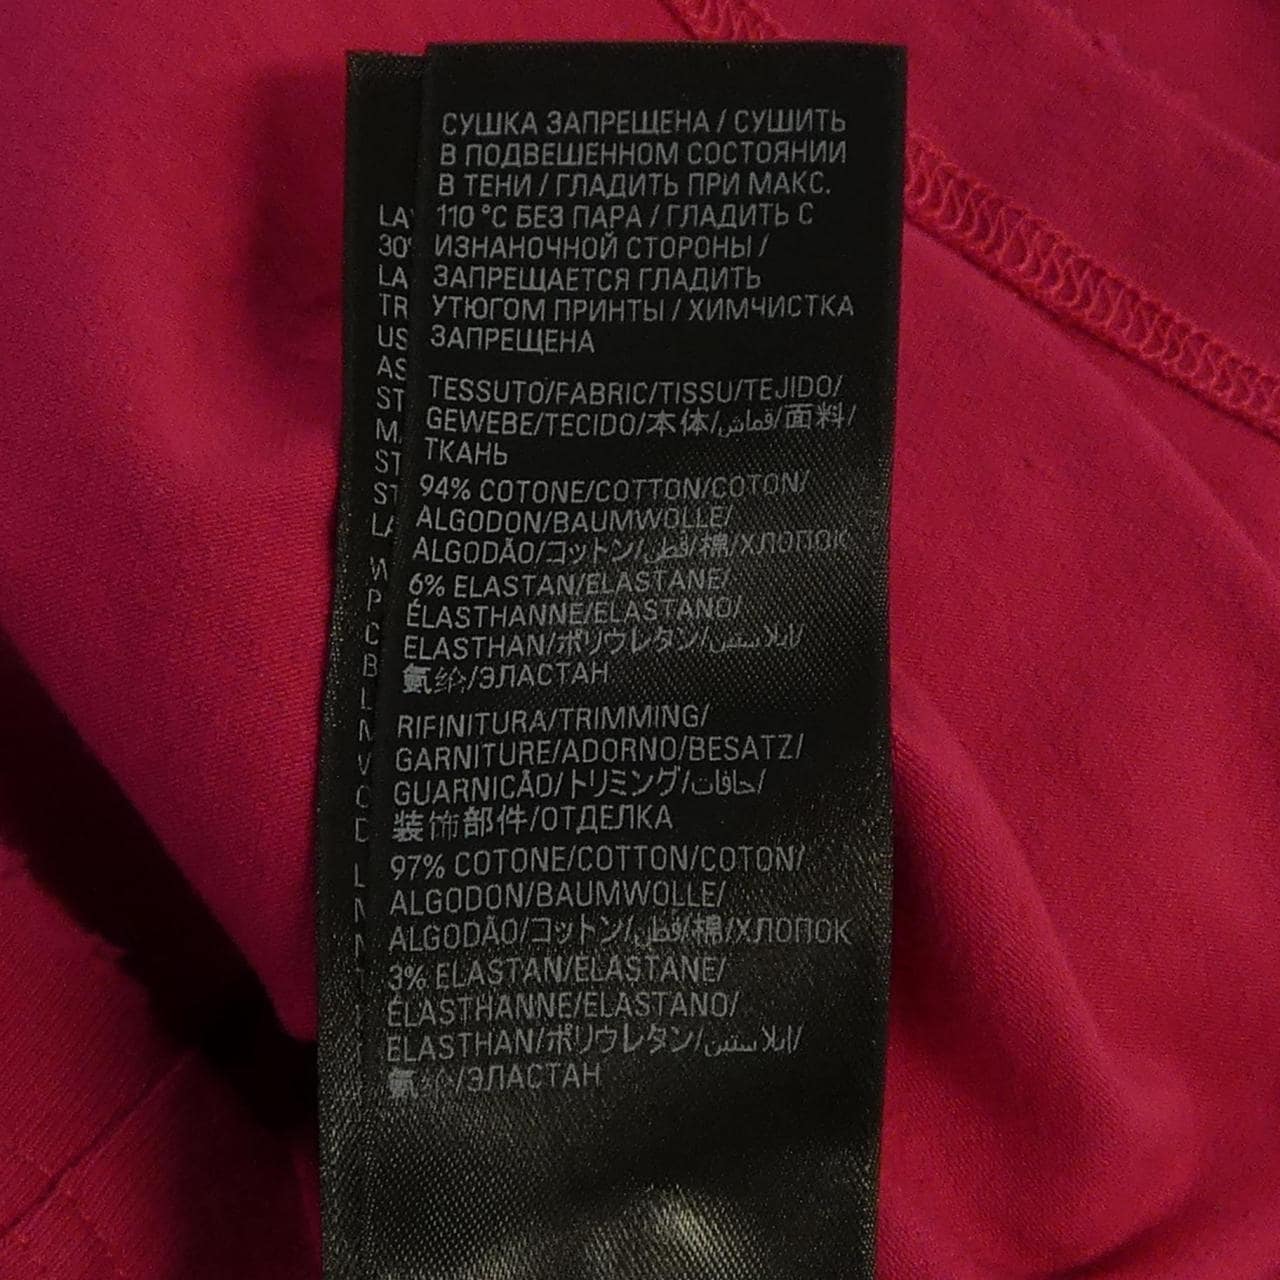 СУШКА ЗАПРЕЩЕНА / СУШИТЬ
В ПОДВЕШЕННОМ СОСТОЯНИИ
В ТЕНИ / ГЛАДИТЬ ПРИ МАКС.
110 °C БЕЗ ПАРА / ГЛАДИТЬ С
ИЗНАНОЧНОЙ СТОРОНЫ /
ЗАПРЕЩАЕТСЯ ГЛАДИТЬ
УТЮГОМ ПРИНТЫ / ХИМЧИСТКА
ЗАПРЕЩЕНА
TESSUTO/FABRIC/TISSU/TEJIDO/
GEWEBE/TECIDO/本体/قماش/面料/
ТКАНЬ
94% COTONE/COTTON/COTON/
ALGODON/BAUMWOLLE/
ALGODÃO/コットン/قطن/棉/ХЛОПОК
6% ELASTAN/ELASTANE/
ÉLASTHANNE/ELASTANO/
ELASTHAN/ポリウレタン/إيلاستين/
氨纶/ЭЛАСТАН
RIFINITURA/TRIMMING/
GARNITURE/ADORNO/BESATZ/
GUARNICÃO/トリミング/حافات/
装饰部件/ОТДЕЛКА
97% COTONE/COTTON/COTON/
ALGODON/BAUMWOLLE/
ALGODÃO/コットン/قطن/棉/ХЛОПОК
3% ELASTAN/ELASTANE/
ÉLASTHANNE/ELASTANO/
ELASTHAN/ポリウレタン/إيلاستين/
氨纶/ЭЛАСТАН